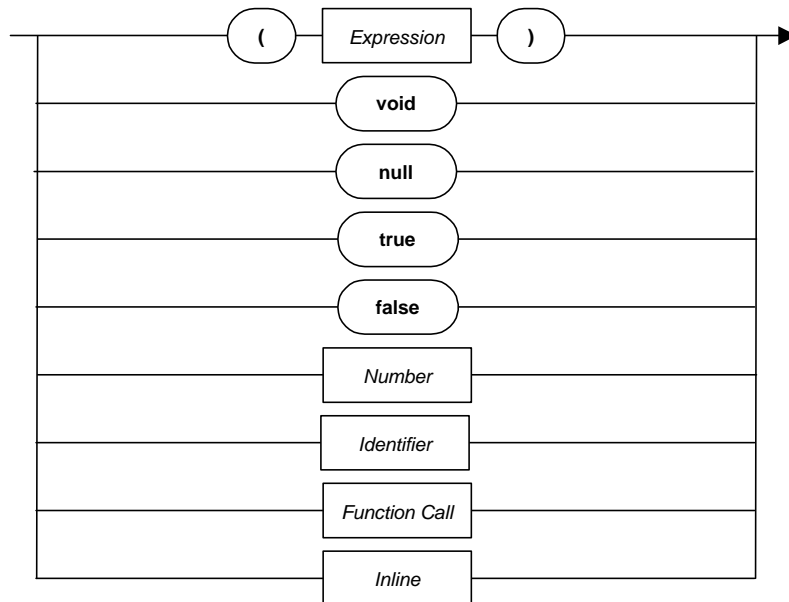 ( Expression )
void
null
true
false
Number
Identifier
Function Call
Inline